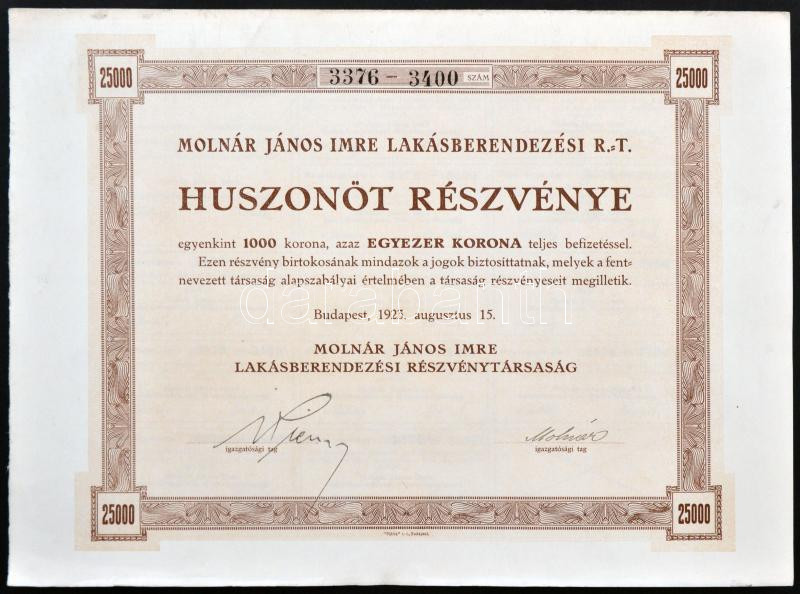 25000
3376 – 3400 SZÁM
25000
MOLNÁR JÁNOS IMRE LAKÁSBERENDEZÉSI R.=T.
HUSZONÖT RÉSZVÉNYE
egyenkint 1000 korona, azaz EGYEZER KORONA teljes befizetéssel.
Ezen részvény birtokosának mindazok a jogok biztosíttatnak, melyek a fent=
nevezett társaság alapszabályai értelmében a társaság részvényeseit megilletik.
darabanth
Budapest, 1923. augusztus 15.
MOLNÁR JÁNOS IMRE
LAKÁSBERENDEZÉSI RÉSZVÉNYTÁRSASÁG
Molnár
igazgatósági tag
igazgatósági tag
25000
25000